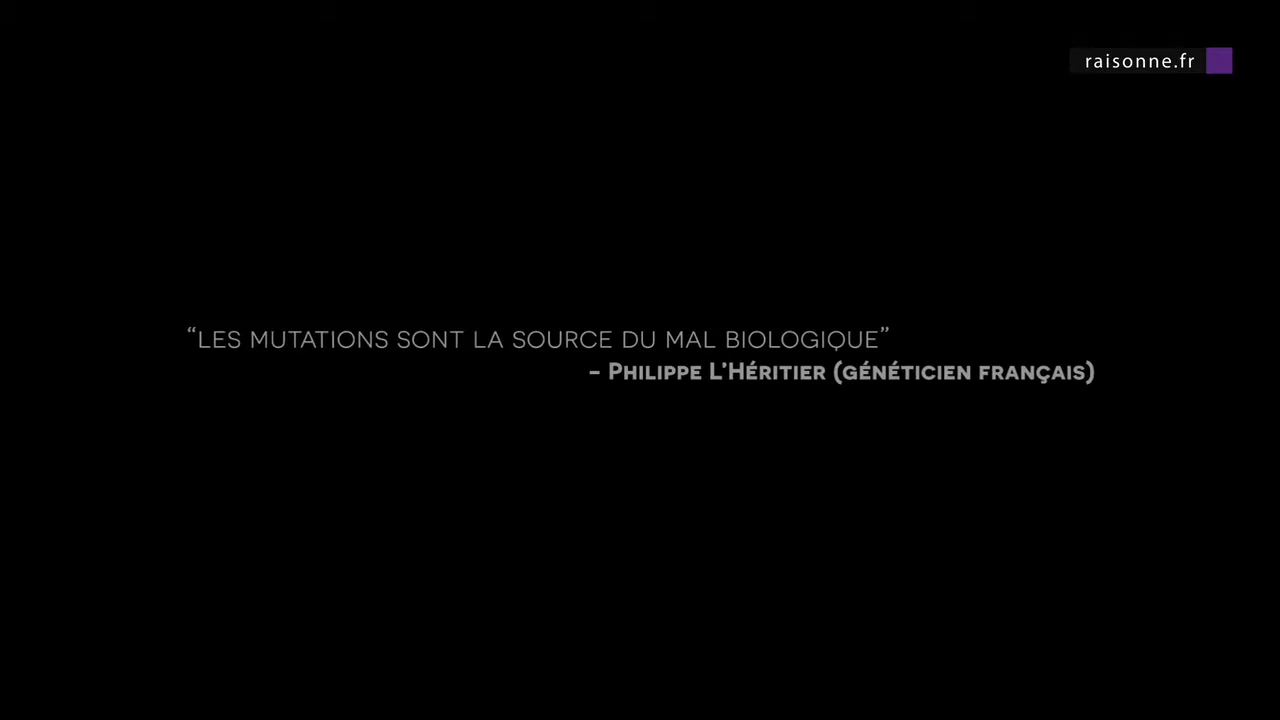 raisonne.fr
“LES MUTATIONS SONT LA SOURCE DU MAL BIOLOGIQUE”
– PHILIPPE L’HÉRITIER (GÉNÉTICIEN FRANÇAIS)